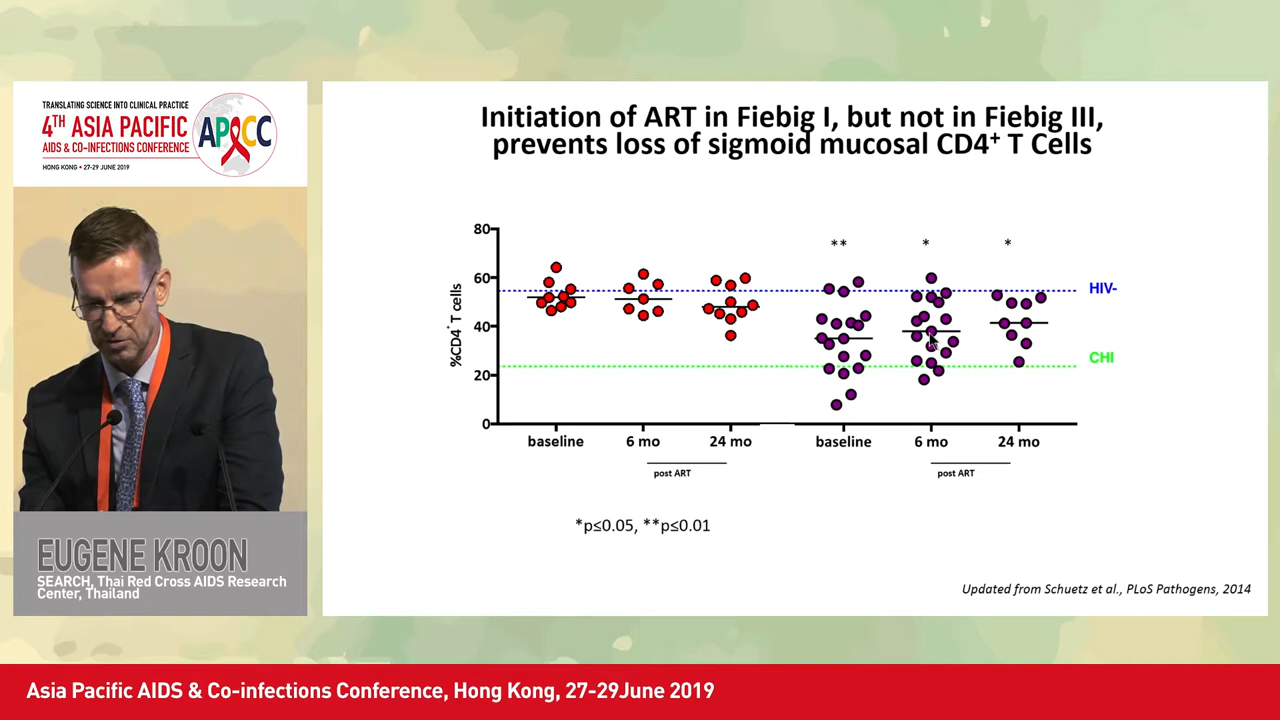 TRANSLATING SCIENCE INTO CLINICAL PRACTICE
4TH ASIA PACIFIC
AIDS & CO-INFECTIONS CONFERENCE
HONG KONG • 27-29 JUNE 2019
APACC
Initiation of ART in Fiebig I, but not in Fiebig III,
prevents loss of sigmoid mucosal CD4+ T Cells
%CD4+ T cells
80
60
40
20
0
** * *
HIV-
CHI
baseline 6 mo 24 mo baseline 6 mo 24 mo
post ART post ART
*p≤0.05, **p≤0.01
Updated from Schuetz et al., PLoS Pathogens, 2014
EUGENE KROON
SEARCH, Thai Red Cross AIDS Research
Center, Thailand
Asia Pacific AIDS & Co-infections Conference, Hong Kong, 27-29June 2019